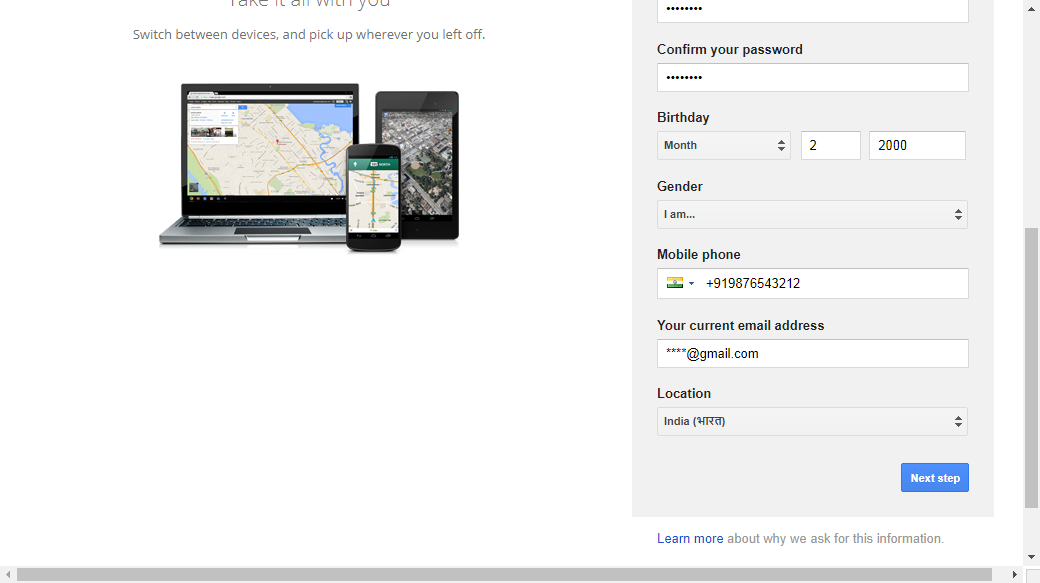 Take it all with you
Switch between devices, and pick up wherever you left off.
••••••••
Confirm your password
••••••••
Birthday
Month 2 2000
Gender
I am...
Mobile phone
+919876543212
Your current email address
****@gmail.com
Location
India (भारत)
Next step
Learn more about why we ask for this information.